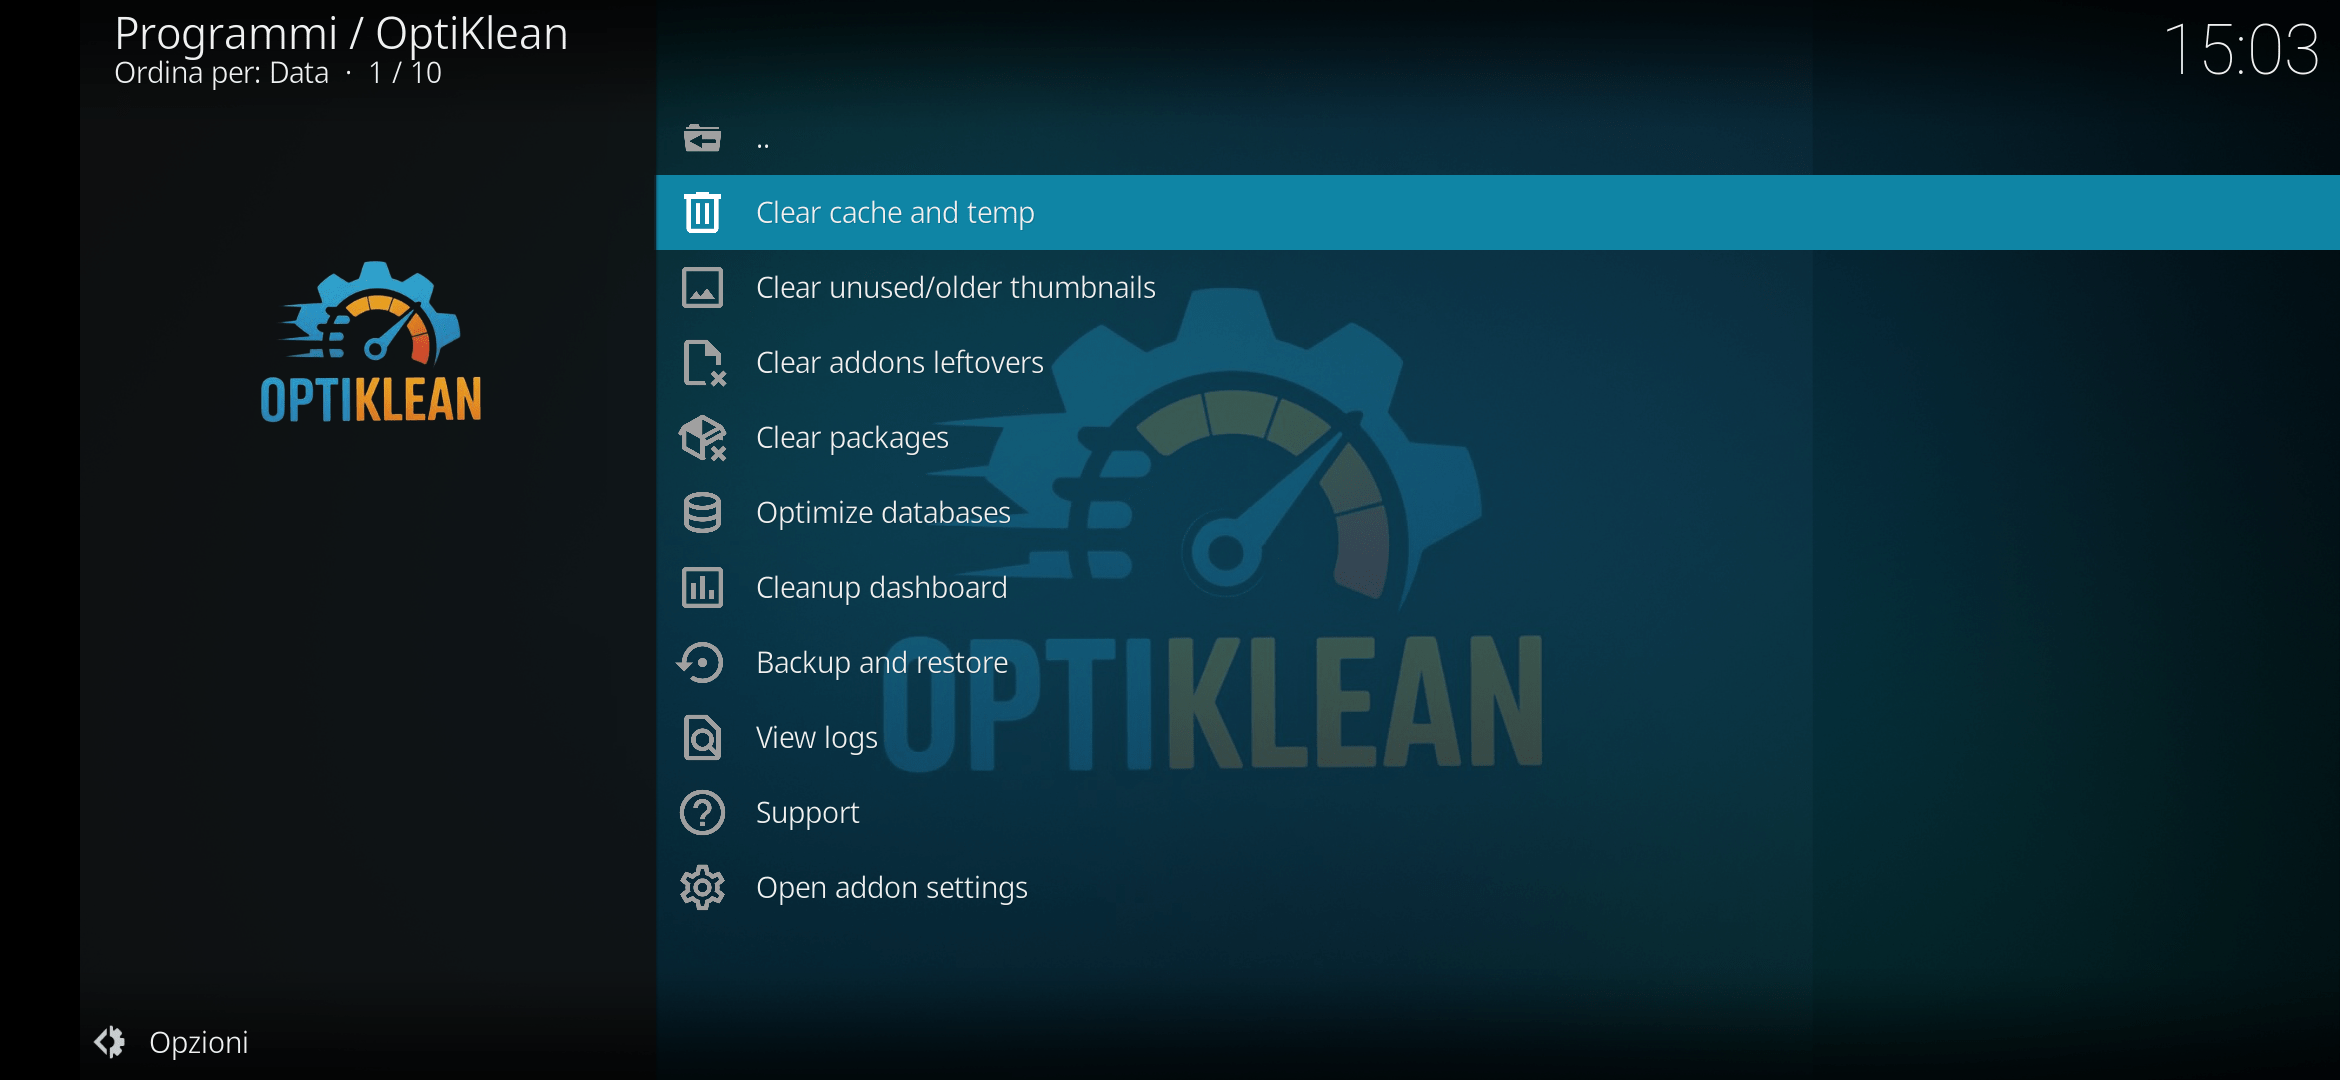 Programmi / OptiKlean
Ordina per: Data · 1 / 10
15:03
..
Clear cache and temp
Clear unused/older thumbnails
Clear addons leftovers
Clear packages
Optimize databases
Cleanup dashboard
Backup and restore
View logs
Support
Open addon settings
OPTIKLEAN
OPTIKLEAN
Opzioni